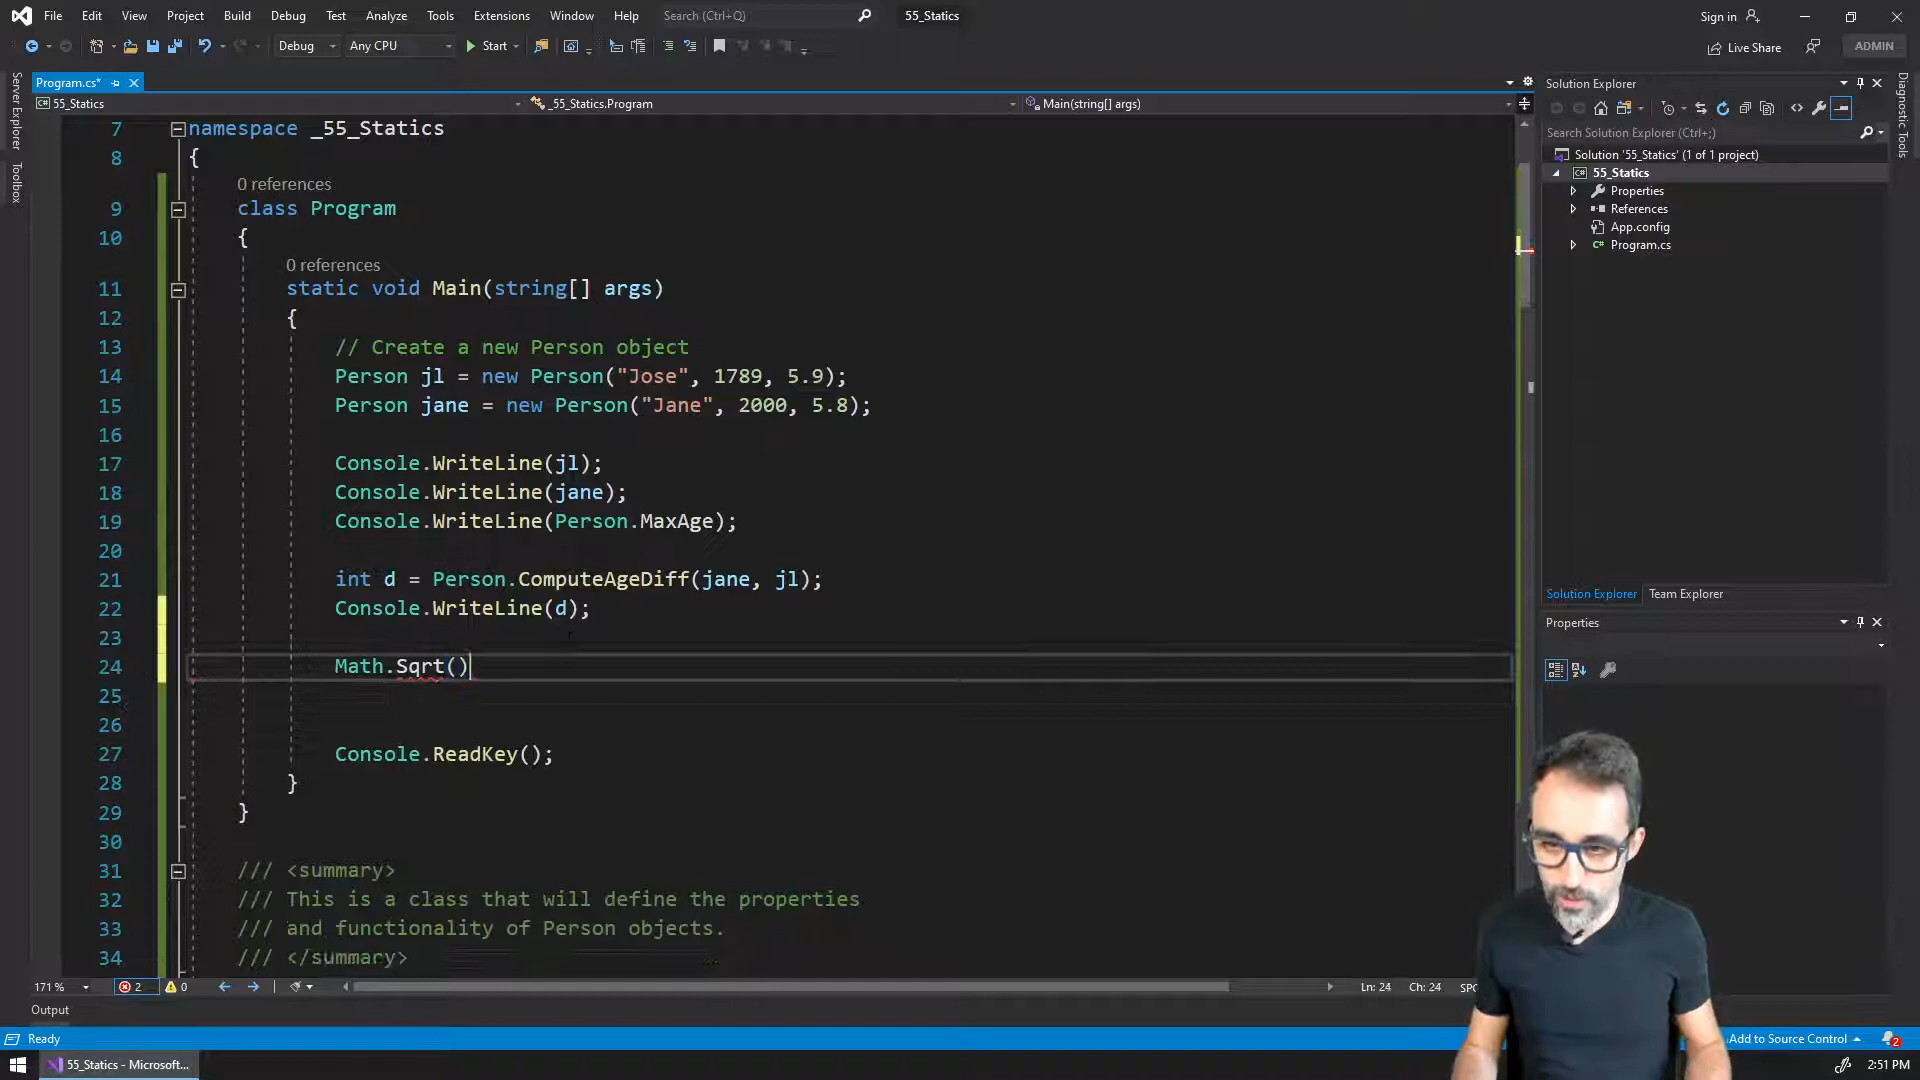 File Edit View Project Build Debug Test Analyze Tools Extensions Window Help Search (Ctrl+Q) 55_Statics Sign in
Debug Any CPU Start Live Share ADMIN
Server Explorer
Toolbox
Program.cs*
55_Statics _55_Statics.Program Main(string[] args)
7 namespace _55_Statics
8 {
0 references
9 class Program
10 {
0 references
11 static void Main(string[] args)
12 {
13 // Create a new Person object
14 Person jl = new Person("Jose", 1789, 5.9);
15 Person jane = new Person("Jane", 2000, 5.8);
16
17 Console.WriteLine(jl);
18 Console.WriteLine(jane);
19 Console.WriteLine(Person.MaxAge);
20
21 int d = Person.ComputeAgeDiff(jane, jl);
22 Console.WriteLine(d);
23
24 Math.Sqrt()
25
26
27 Console.ReadKey();
28 }
29 }
30
31 /// <summary>
32 /// This is a class that will define the properties
33 /// and functionality of Person objects.
34 /// </summary>
171 % 2 0 Ln: 24 Ch: 24 SPC
Output
Ready
Add to Source Control 2
55_Statics - Microsoft...
2:51 PM
Solution Explorer
Search Solution Explorer (Ctrl+;)
Solution '55_Statics' (1 of 1 project)
55_Statics
Properties
References
App.config
Program.cs
Solution Explorer Team Explorer
Properties
Diagnostic Tools